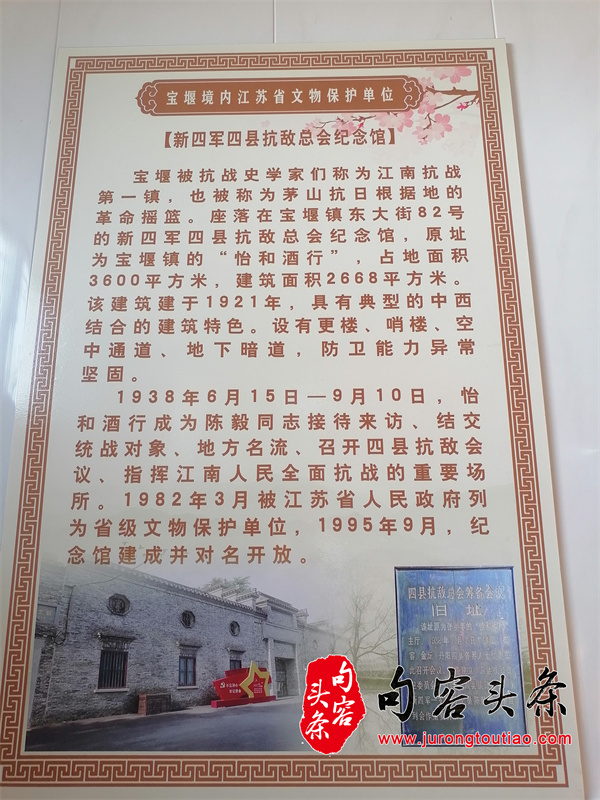 宝堰境内江苏省文物保护单位
【新四军四县抗敌总会纪念馆】
宝堰被抗战史学家们称为江南抗战
第一镇，也被称为茅山抗日根据地的
革命摇篮。座落在宝堰镇东大街82号
的新四军四县抗敌总会纪念馆，原址
为宝堰镇的“怡和酒行”，占地面积
3600平方米，建筑面积2668平方米。
该建筑建于1921年，具有典型的中西
结合的建筑特色。设有更楼、哨楼、空
中通道、地下暗道，防卫能力异常
坚固。
1938年6月15日—9月10日，怡
和酒行成为陈毅同志接待来访、结交
统战对象、地方名流、召开四县抗敌会
议、指挥江南人民全面抗战的重要场
所。1982年3月被江苏省人民政府列
为省级文物保护单位，1995年9月，纪
念馆建成并对名开放。
四县抗敌总会筹备会议
旧址
句容头条
句容头条
www.jurongtoutiao.com